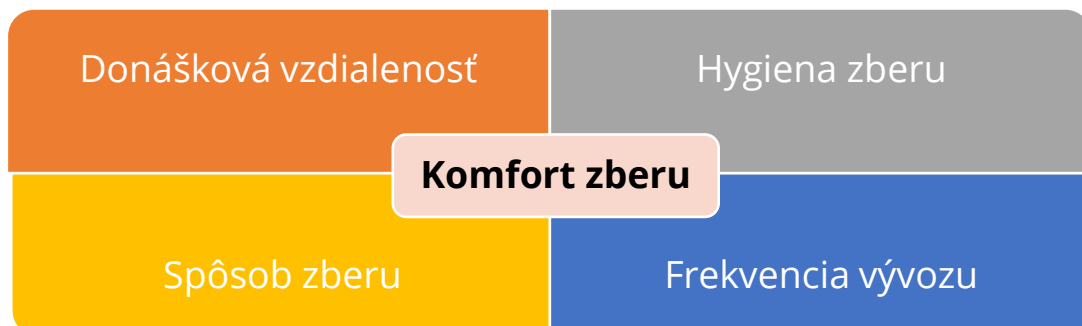 Donášková vzdialenosť
Hygiena zberu
Komfort zberu
Spôsob zberu
Frekvencia vývozu